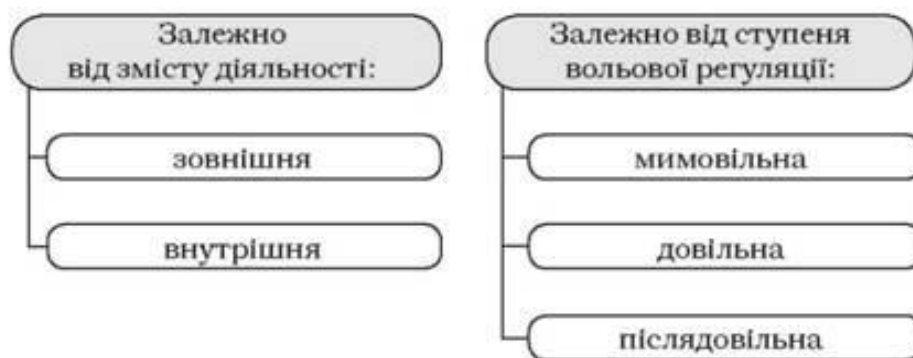 Залежно
від змісту діяльності:
зовнішня
внутрішня
Залежно від ступеня
вольової регуляції:
мимовільна
довільна
післядовільна